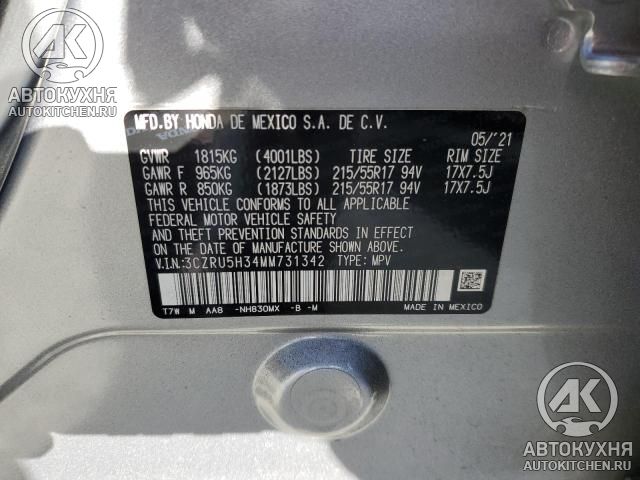 АВТОКУХНЯ
AUTOKITCHEN.RU
MFD.BY HONDA DE MEXICO S.A. DE C.V.
05/'21
GVWR 1815KG (4001LBS) TIRE SIZE RIM SIZE
GAWR F 965KG (2127LBS) 215/55R17 94V 17X7.5J
GAWR R 850KG (1873LBS) 215/55R17 94V 17X7.5J
THIS VEHICLE CONFORMS TO ALL APPLICABLE
FEDERAL MOTOR VEHICLE SAFETY
AND THEFT PREVENTION STANDARDS IN EFFECT
ON THE DATE OF MANUFACTURE SHOWN ABOVE.
V.I.N.:3CZRU5H34MM731342 TYPE: MPV
T7W M AA8 -NH830MX -B -M MADE IN MEXICO
AK
АВТОКУХНЯ
AUTOKITCHEN.RU